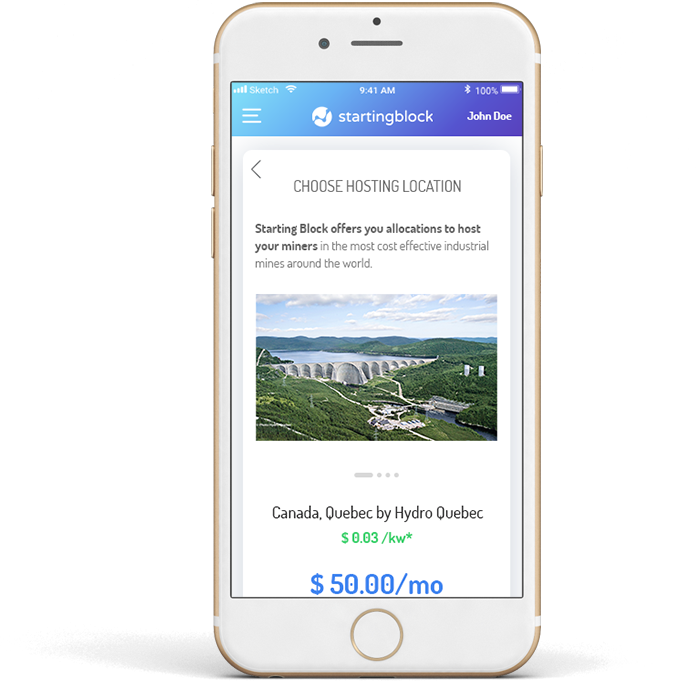 Sketch 9:41 AM 100%
startingblock John Doe
CHOOSE HOSTING LOCATION
Starting Block offers you allocations to host
your miners in the most cost effective industrial
mines around the world.
Canada, Quebec by Hydro Quebec
$ 0.03 /kw*
$ 50.00/mo